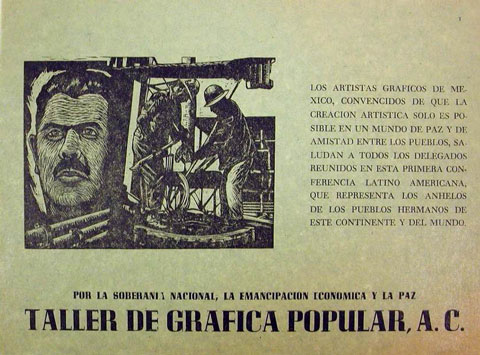 LOS ARTISTAS GRAFICOS DE ME-
XICO, CONVENCIDOS DE QUE LA
CREACION ARTISTICA SOLO ES PO-
SIBLE EN UN MUNDO DE PAZ Y DE
AMISTAD ENTRE LOS PUEBLOS, SA-
LUDAN A TODOS LOS DELEGADOS
REUNIDOS EN ESTA PRIMERA CON-
FERENCIA LATINO AMERICANA,
QUE REPRESENTA LOS ANHELOS
DE LOS PUEBLOS HERMANOS DE
ESTE CONTINENTE Y DEL MUNDO.
POR LA SOBERANIA NACIONAL, LA EMANCIPACION ECONOMICA Y LA PAZ
TALLER DE GRAFICA POPULAR, A. C.